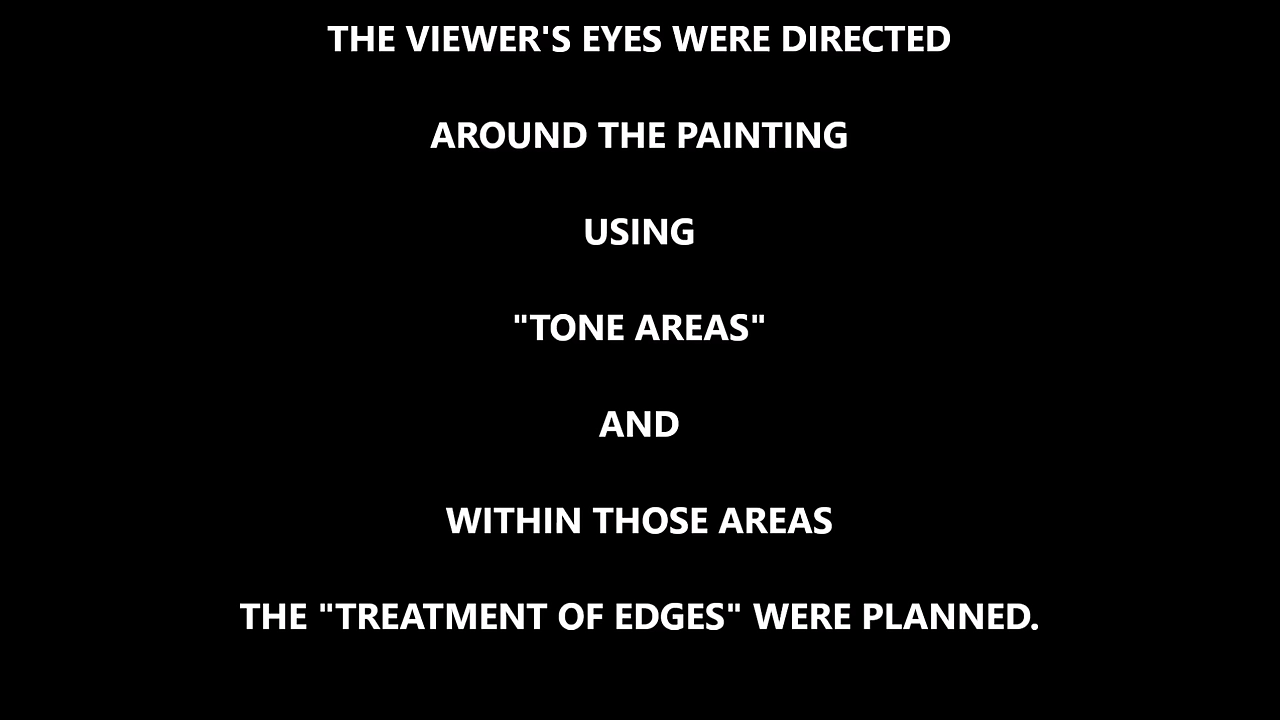 THE VIEWER'S EYES WERE DIRECTED
AROUND THE PAINTING
USING
"TONE AREAS"
AND
WITHIN THOSE AREAS
THE "TREATMENT OF EDGES" WERE PLANNED.